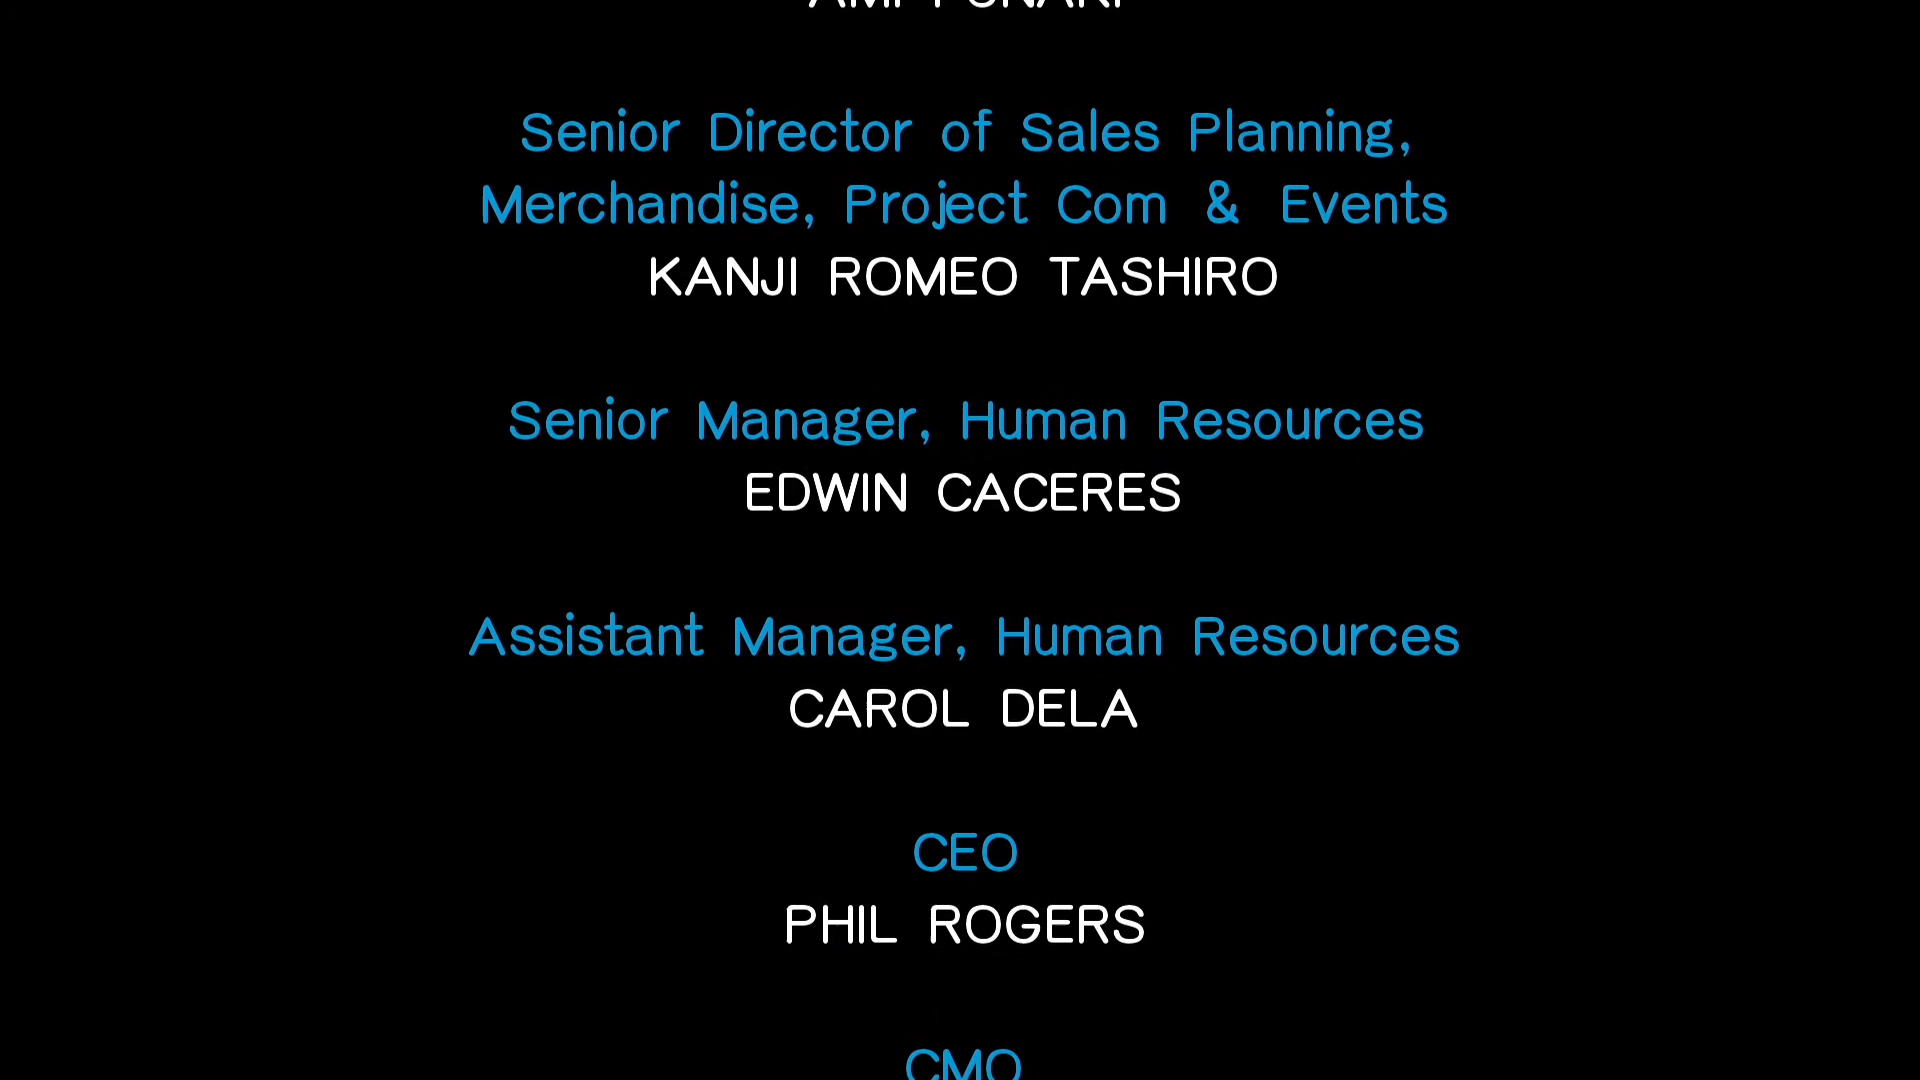 Senior Director of Sales Planning,
Merchandise, Project Com & Events
KANJI ROMEO TASHIRO
Senior Manager, Human Resources
EDWIN CACERES
Assistant Manager, Human Resources
CAROL DELA
CEO
PHIL ROGERS
CMO